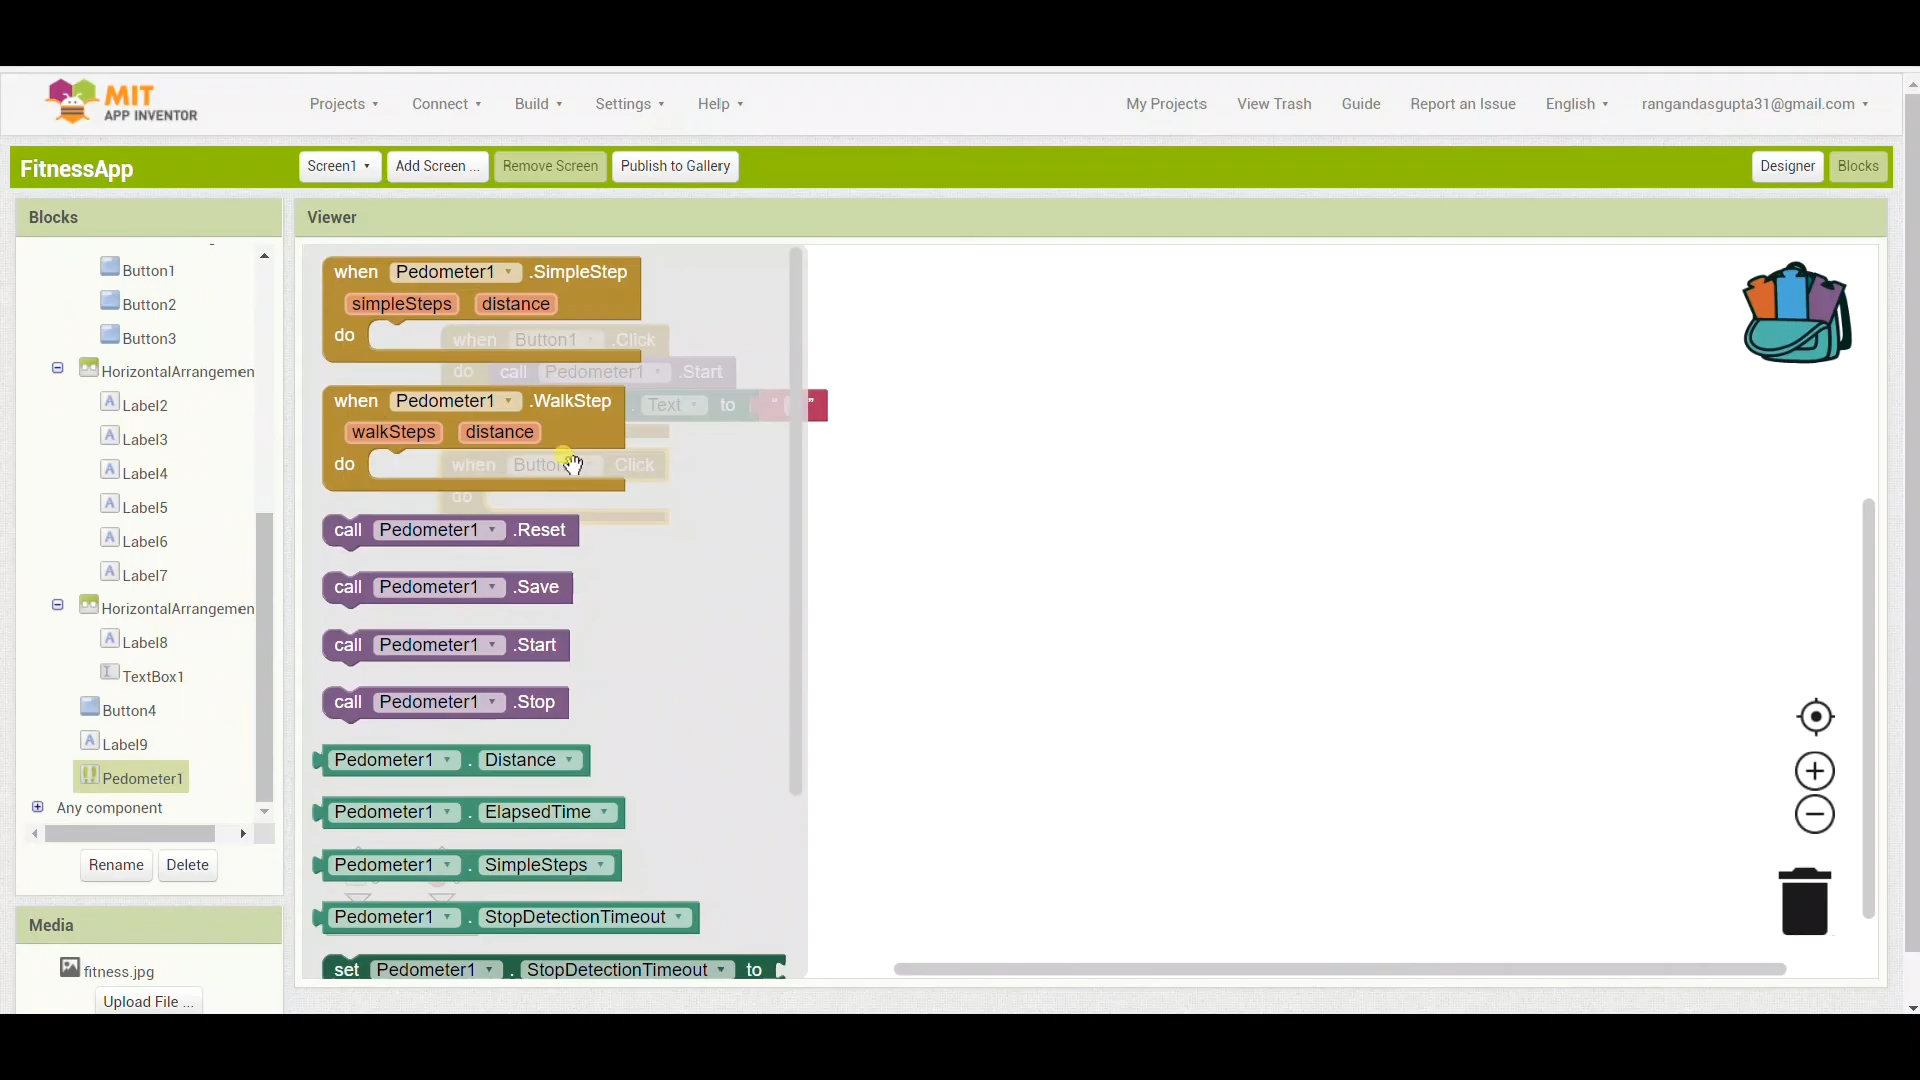 MIT
APP INVENTOR
Projects Connect Build Settings Help My Projects View Trash Guide Report an Issue English rangandasgupta31@gmail.com
FitnessApp Screen1 Add Screen ... Remove Screen Publish to Gallery Designer Blocks
Blocks
Button1
Button2
Button3
HorizontalArrangemen
Label2
Label3
Label4
Label5
Label6
Label7
HorizontalArrangemen
Label8
TextBox1
Button4
Label9
Pedometer1
Any component
Rename Delete
Media
fitness.jpg
Upload File ...
Viewer
when Pedometer1 .SimpleStep
simpleSteps distance
do
when Button1 .Click
do call Pedometer1 .Start
. Text to " "
when Pedometer1 .WalkStep
walkSteps distance
do
when Click
do
call Pedometer1 .Reset
call Pedometer1 .Save
call Pedometer1 .Start
call Pedometer1 .Stop
Pedometer1 . Distance
Pedometer1 . ElapsedTime
Pedometer1 . SimpleSteps
Pedometer1 . StopDetectionTimeout
set Pedometer1 . StopDetectionTimeout to